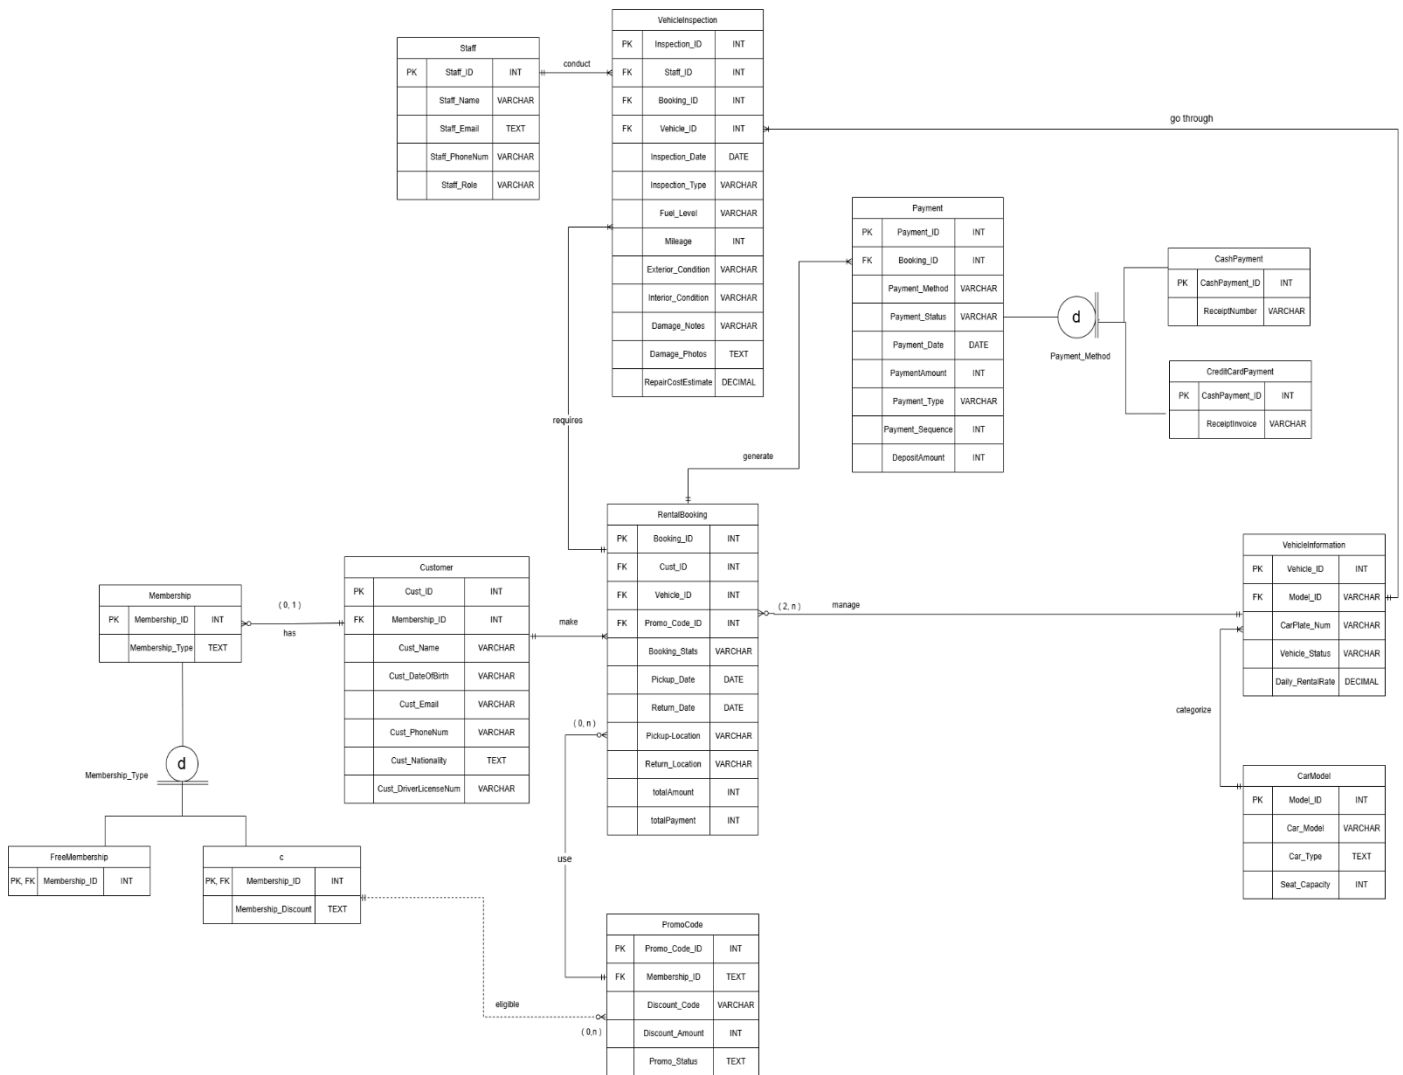 VehicleInspection
PK Inspection_ID INT
FK Staff_ID INT
FK Booking_ID INT
FK Vehicle_ID INT
Inspection_Date DATE
Inspection_Type VARCHAR
Fuel_Level VARCHAR
Mileage INT
Exterior_Condition VARCHAR
Interior_Condition VARCHAR
Damage_Notes VARCHAR
Damage_Photos TEXT
RepairCostEstimate DECIMAL
Staff
PK Staff_ID INT
Staff_Name VARCHAR
Staff_Email TEXT
Staff_PhoneNum VARCHAR
Staff_Role VARCHAR
conduct
go through
requires
generate
Payment
PK Payment_ID INT
FK Booking_ID INT
Payment_Method VARCHAR
Payment_Status VARCHAR
Payment_Date DATE
PaymentAmount INT
Payment_Type VARCHAR
Payment_Sequence INT
DepositAmount INT
d
Payment_Method
CashPayment
PK CashPayment_ID INT
ReceiptNumber VARCHAR
CreditCardPayment
PK CashPayment_ID INT
ReceiptInvoice VARCHAR
RentalBooking
PK Booking_ID INT
FK Cust_ID INT
FK Vehicle_ID INT
FK Promo_Code_ID INT
Booking_Stats VARCHAR
Pickup_Date DATE
Return_Date DATE
Pickup-Location VARCHAR
Return_Location VARCHAR
totalAmount INT
totalPayment INT
( 2, n )
manage
VehicleInformation
PK Vehicle_ID INT
FK Model_ID VARCHAR
CarPlate_Num VARCHAR
Vehicle_Status VARCHAR
Daily_RentalRate DECIMAL
categorize
CarModel
PK Model_ID INT
Car_Model VARCHAR
Car_Type TEXT
Seat_Capacity INT
Customer
PK Cust_ID INT
FK Membership_ID INT
Cust_Name VARCHAR
Cust_DateOfBirth VARCHAR
Cust_Email VARCHAR
Cust_PhoneNum VARCHAR
Cust_Nationality TEXT
Cust_DriverLicenseNum VARCHAR
make
( 0, 1 )
has
Membership
PK Membership_ID INT
Membership_Type TEXT
d
Membership_Type
FreeMembership
PK, FK Membership_ID INT
c
PK, FK Membership_ID INT
Membership_Discount TEXT
( 0, n )
use
eligible
( 0,n )
PromoCode
PK Promo_Code_ID INT
FK Membership_ID TEXT
Discount_Code VARCHAR
Discount_Amount INT
Promo_Status TEXT